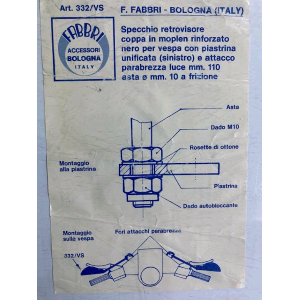 Art. 332/VS
F. FABBRI - BOLOGNA (ITALY)
FABBRI
ACCESSORI
BOLOGNA
ITALY
Specchio retrovisore
coppa in moplen rinforzato
nero per vespa con piastrina
unificata (sinistro) e attacco
parabrezza luce mm. 110
asta ø mm. 10 a frizione
Asta
Dado M10
Rosette di ottone
Montaggio
alla piastrina
Piastrina
Dado autobloccante
Montaggio
sulla vespa
Fori attacchi parabrezza
332/VS